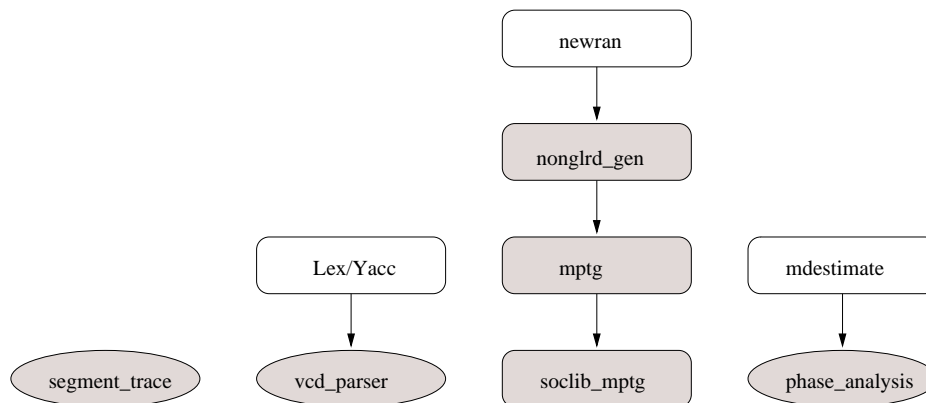 newran
nonglrd_gen
Lex/Yacc
mptg
mdestimate
segment_trace
vcd_parser
soclib_mptg
phase_analysis